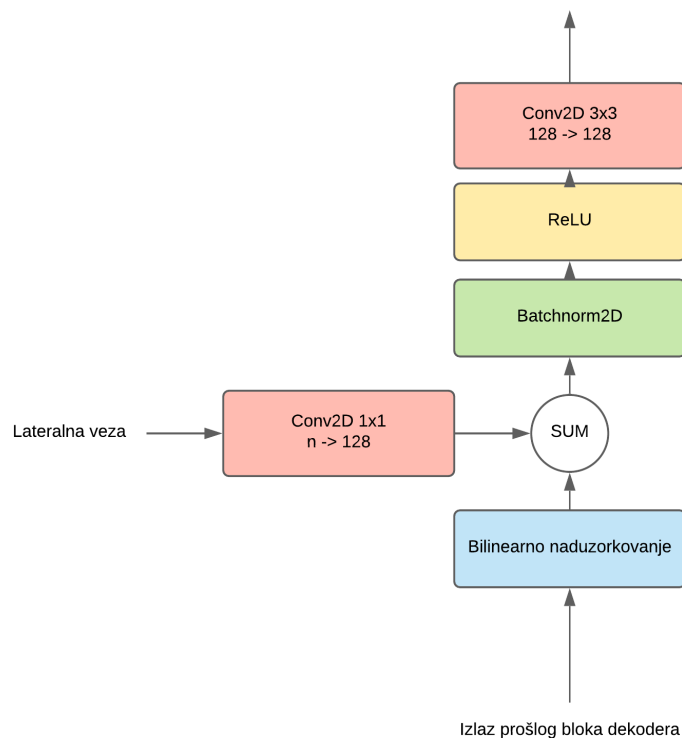 Conv2D 3x3
128 -> 128
ReLU
Batchnorm2D
Lateralna veza
Conv2D 1x1
n -> 128
SUM
Bilinearno naduzorkovanje
Izlaz prošlog bloka dekodera